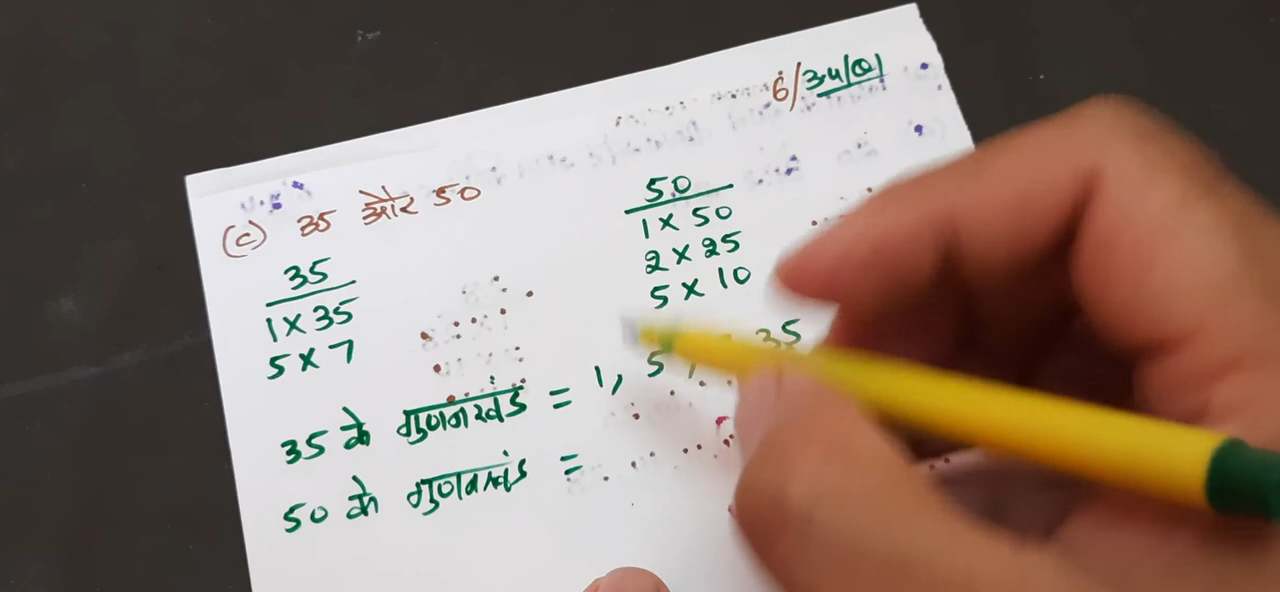 6/3.4/Q1
(c) 35 और 50
35
1 x 35
5 x 7
50
1 x 50
2 x 25
5 x 10
35 के गुणनखंड = 1, 5, 35
50 के गुणनखंड =